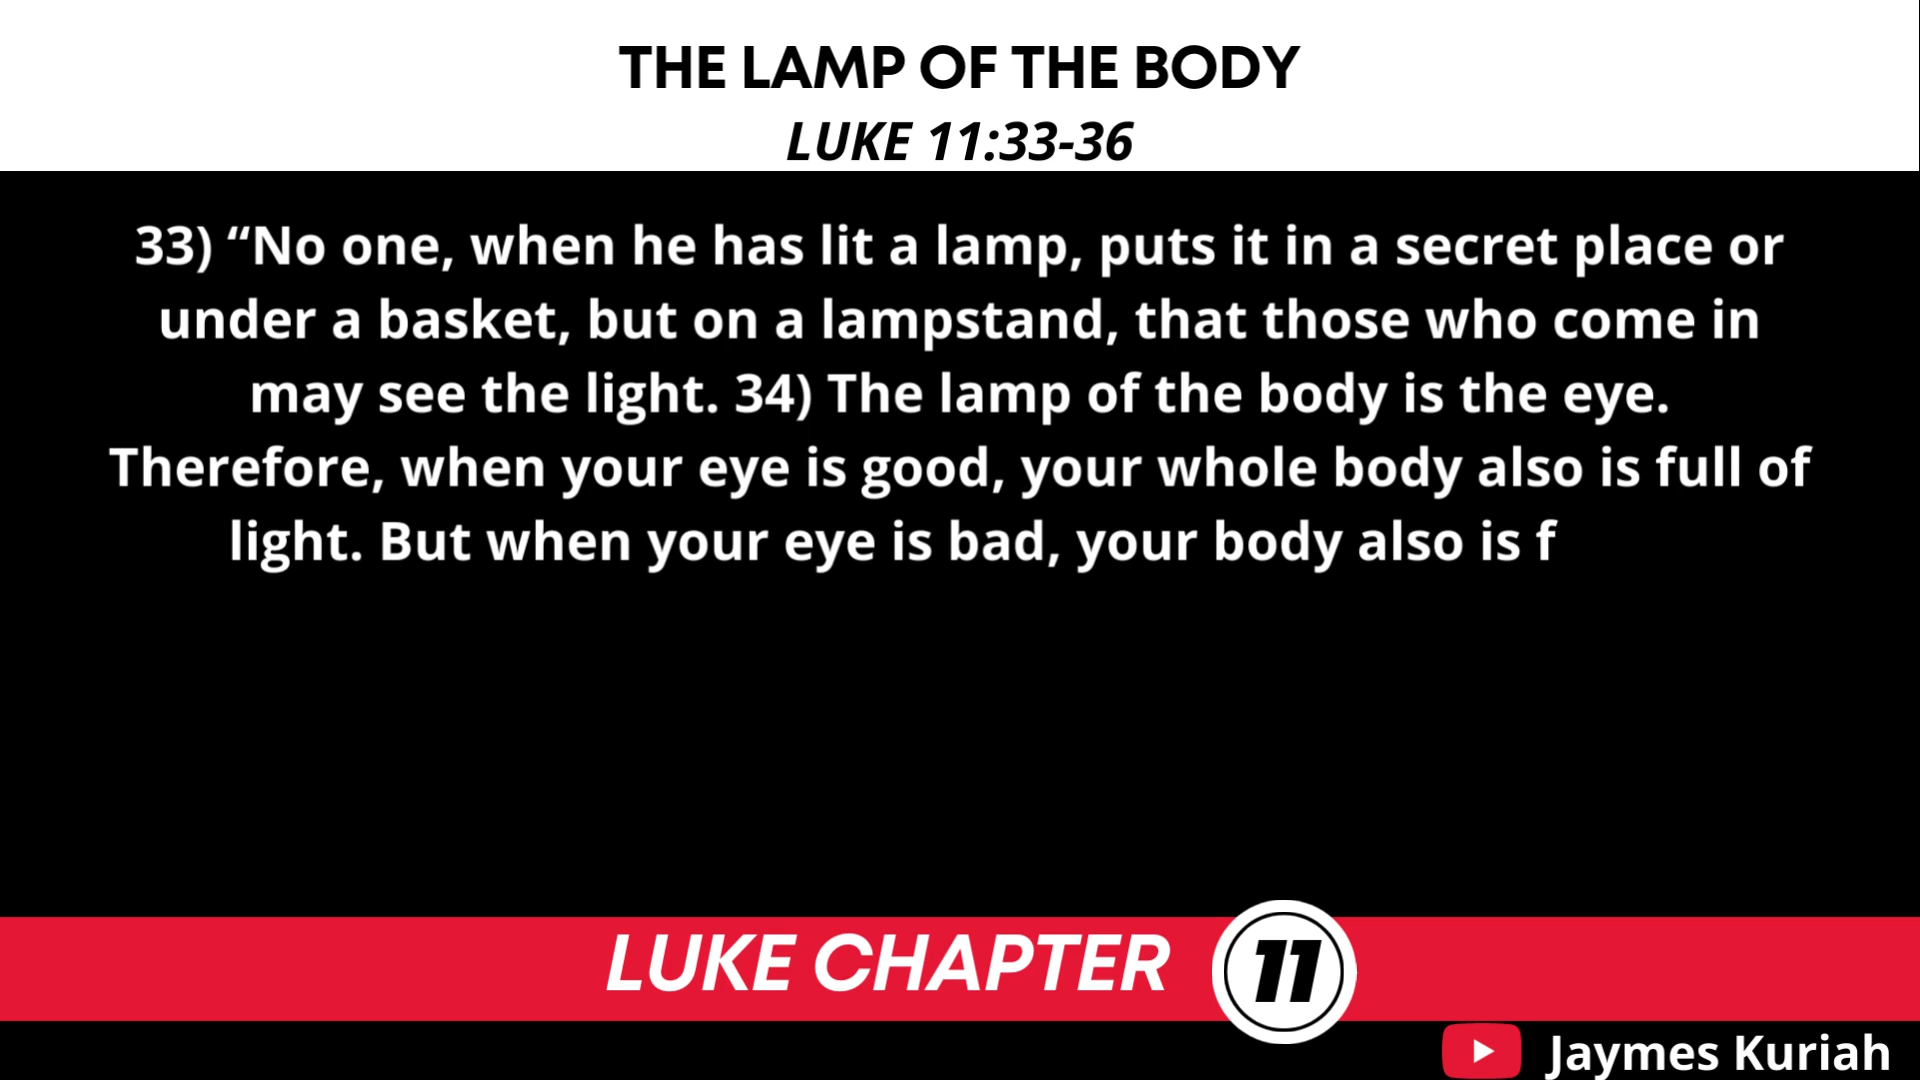 THE LAMP OF THE BODY
LUKE 11:33-36
33) “No one, when he has lit a lamp, puts it in a secret place or
under a basket, but on a lampstand, that those who come in
may see the light. 34) The lamp of the body is the eye.
Therefore, when your eye is good, your whole body also is full of
light. But when your eye is bad, your body also is f
LUKE CHAPTER 11
Jaymes Kuriah